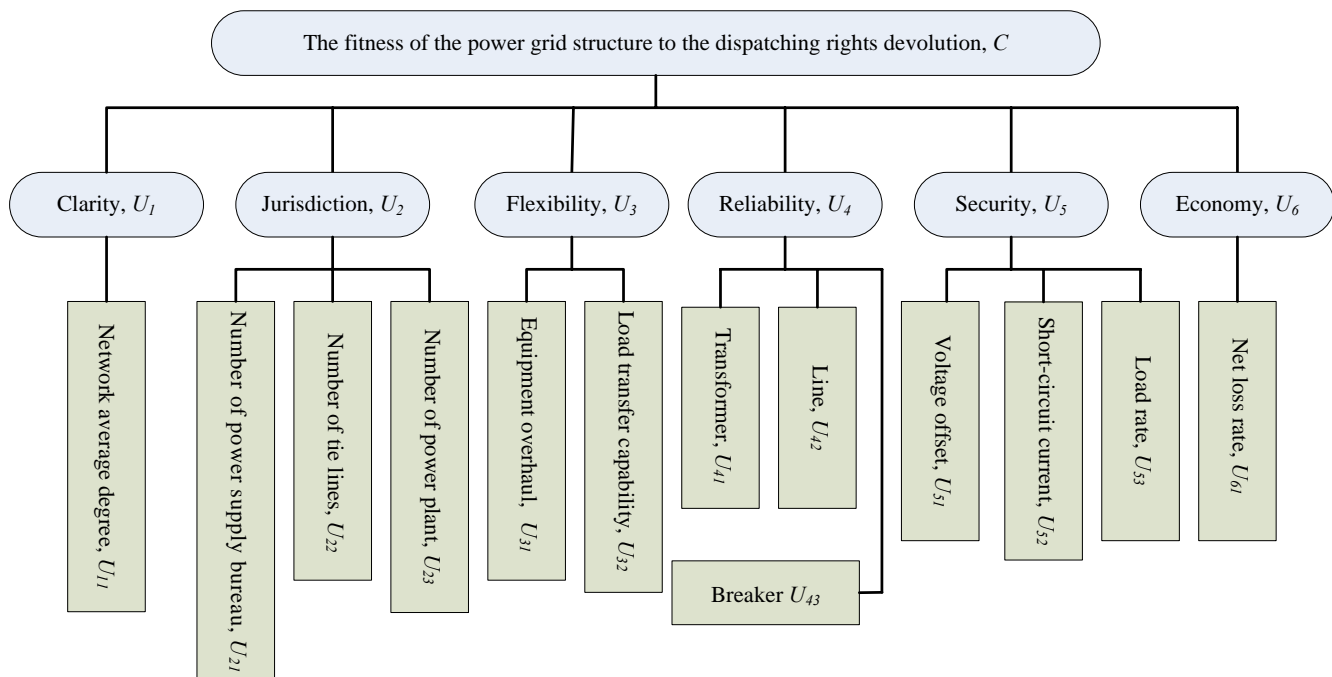 The fitness of the power grid structure to the dispatching rights devolution, C
Clarity, U1
Jurisdiction, U2
Flexibility, U3
Reliability, U4
Security, U5
Economy, U6
Network average
degree, U11
Number of power supply bureau, U21
Number of tie
lines, U22
Number of power
plant, U23
Equipment overhaul, U31
Load transfer
capability, U32
Transformer, U41
Line, U42
Breaker U43
Voltage offset, U51
Short-circuit
current, U52
Load rate, U53
Net loss rate, U61